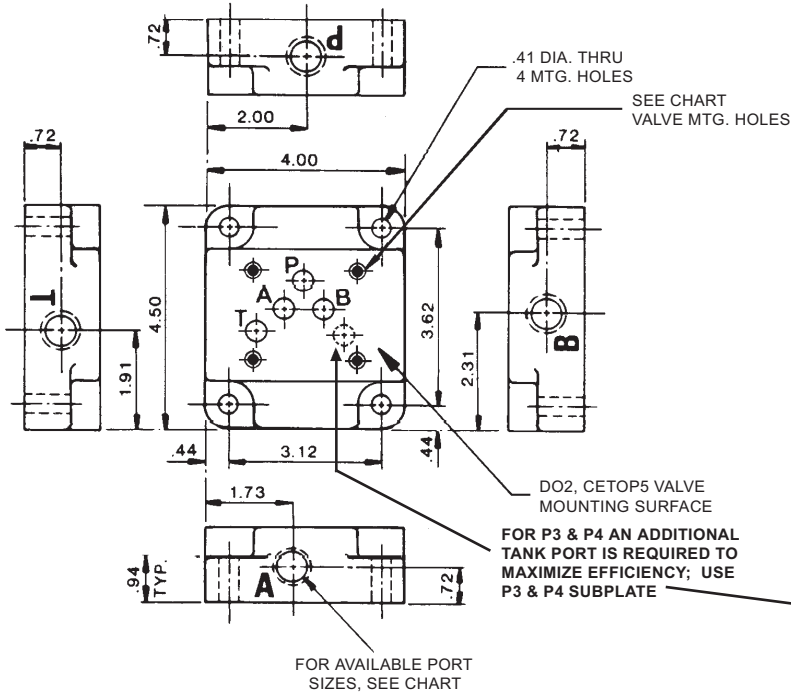 .72
P
.41 DIA. THRU
4 MTG. HOLES
SEE CHART
VALVE MTG. HOLES
2.00
.72
4.00
.72
P
A
B
T
4.50
3.62
T
1.91
B
2.31
.44
3.12
.44
1.73
DO2, CETOP5 VALVE
MOUNTING SURFACE
FOR P3 & P4 AN ADDITIONAL
TANK PORT IS REQUIRED TO
MAXIMIZE EFFICIENCY; USE
P3 & P4 SUBPLATE
.94
TYP.
A
.72
FOR AVAILABLE PORT
SIZES, SEE CHART